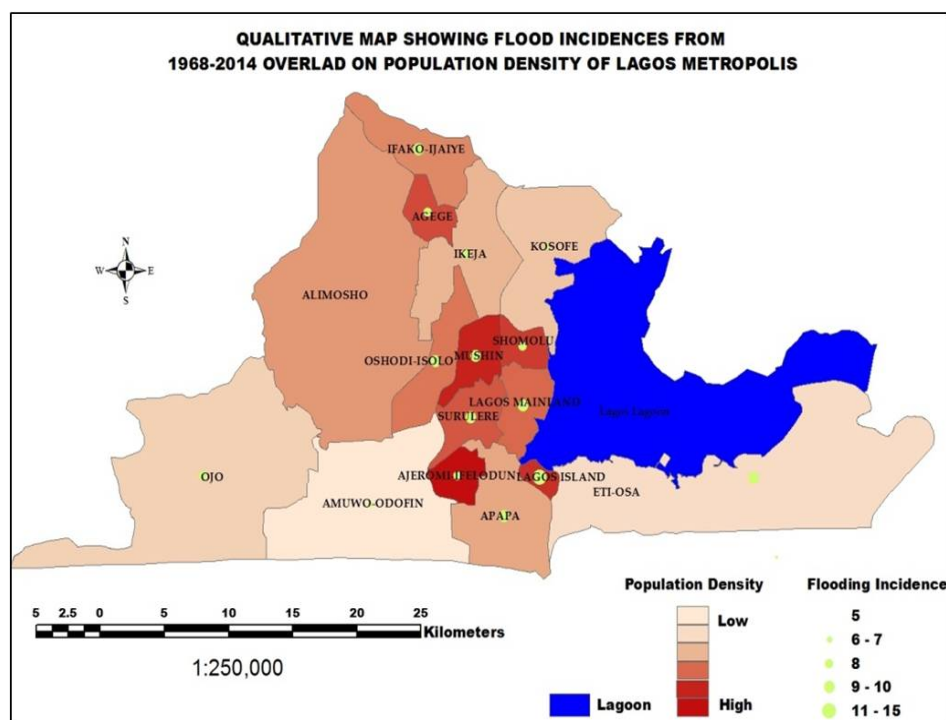 QUALITATIVE MAP SHOWING FLOOD INCIDENCES FROM
1968-2014 OVERLAD ON POPULATION DENSITY OF LAGOS METROPOLIS
IFAKO-IJAIYE
AGEGE
IKEJA
KOSOFE
N
W E
S
ALIMOSHO
SHOMOLU
OSHODI-ISOLO
MUSHIN
LAGOS MAINLAND
SURULERE
Lagos Lagoon
OJO
AJEROMI IFELODUN
LAGOS ISLAND
ETI-OSA
AMUWO-ODOFIN
APAPA
Population Density
Low
High
Flooding Incidence
5
6 - 7
8
9 - 10
11 - 15
5 2.5 0 5 10 15 20 25
Kilometers
1:250,000
Lagoon